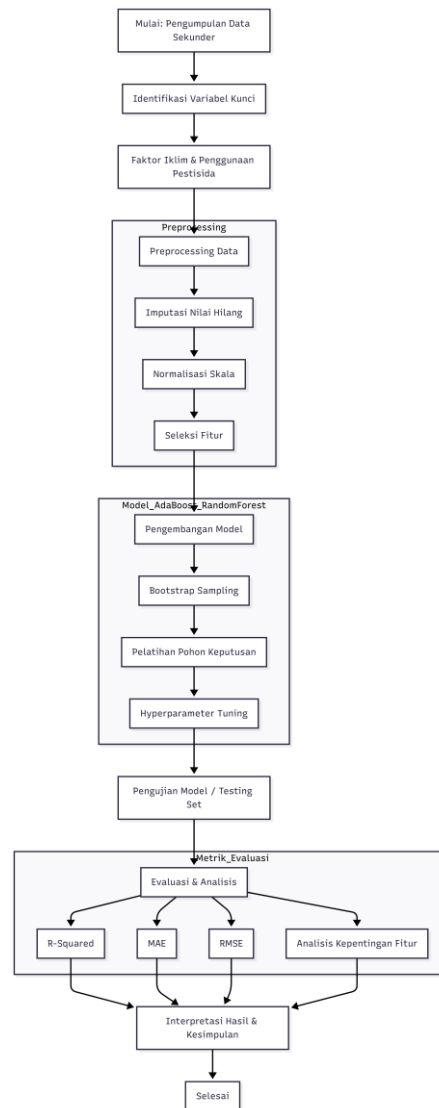 Mulai: Pengumpulan Data
Sekunder
Identifikasi Variabel Kunci
Faktor Iklim & Penggunaan
Pestisida
Preprocessing
Preprocessing Data
Imputasi Nilai Hilang
Normalisasi Skala
Seleksi Fitur
Model_AdaBoost_RandomForest
Pengembangan Model
Bootstrap Sampling
Pelatihan Pohon Keputusan
Hyperparameter Tuning
Pengujian Model / Testing
Set
Metrik_Evaluasi
Evaluasi & Analisis
R-Squared
MAE
RMSE
Analisis Kepentingan Fitur
Interpretasi Hasil &
Kesimpulan
Selesai